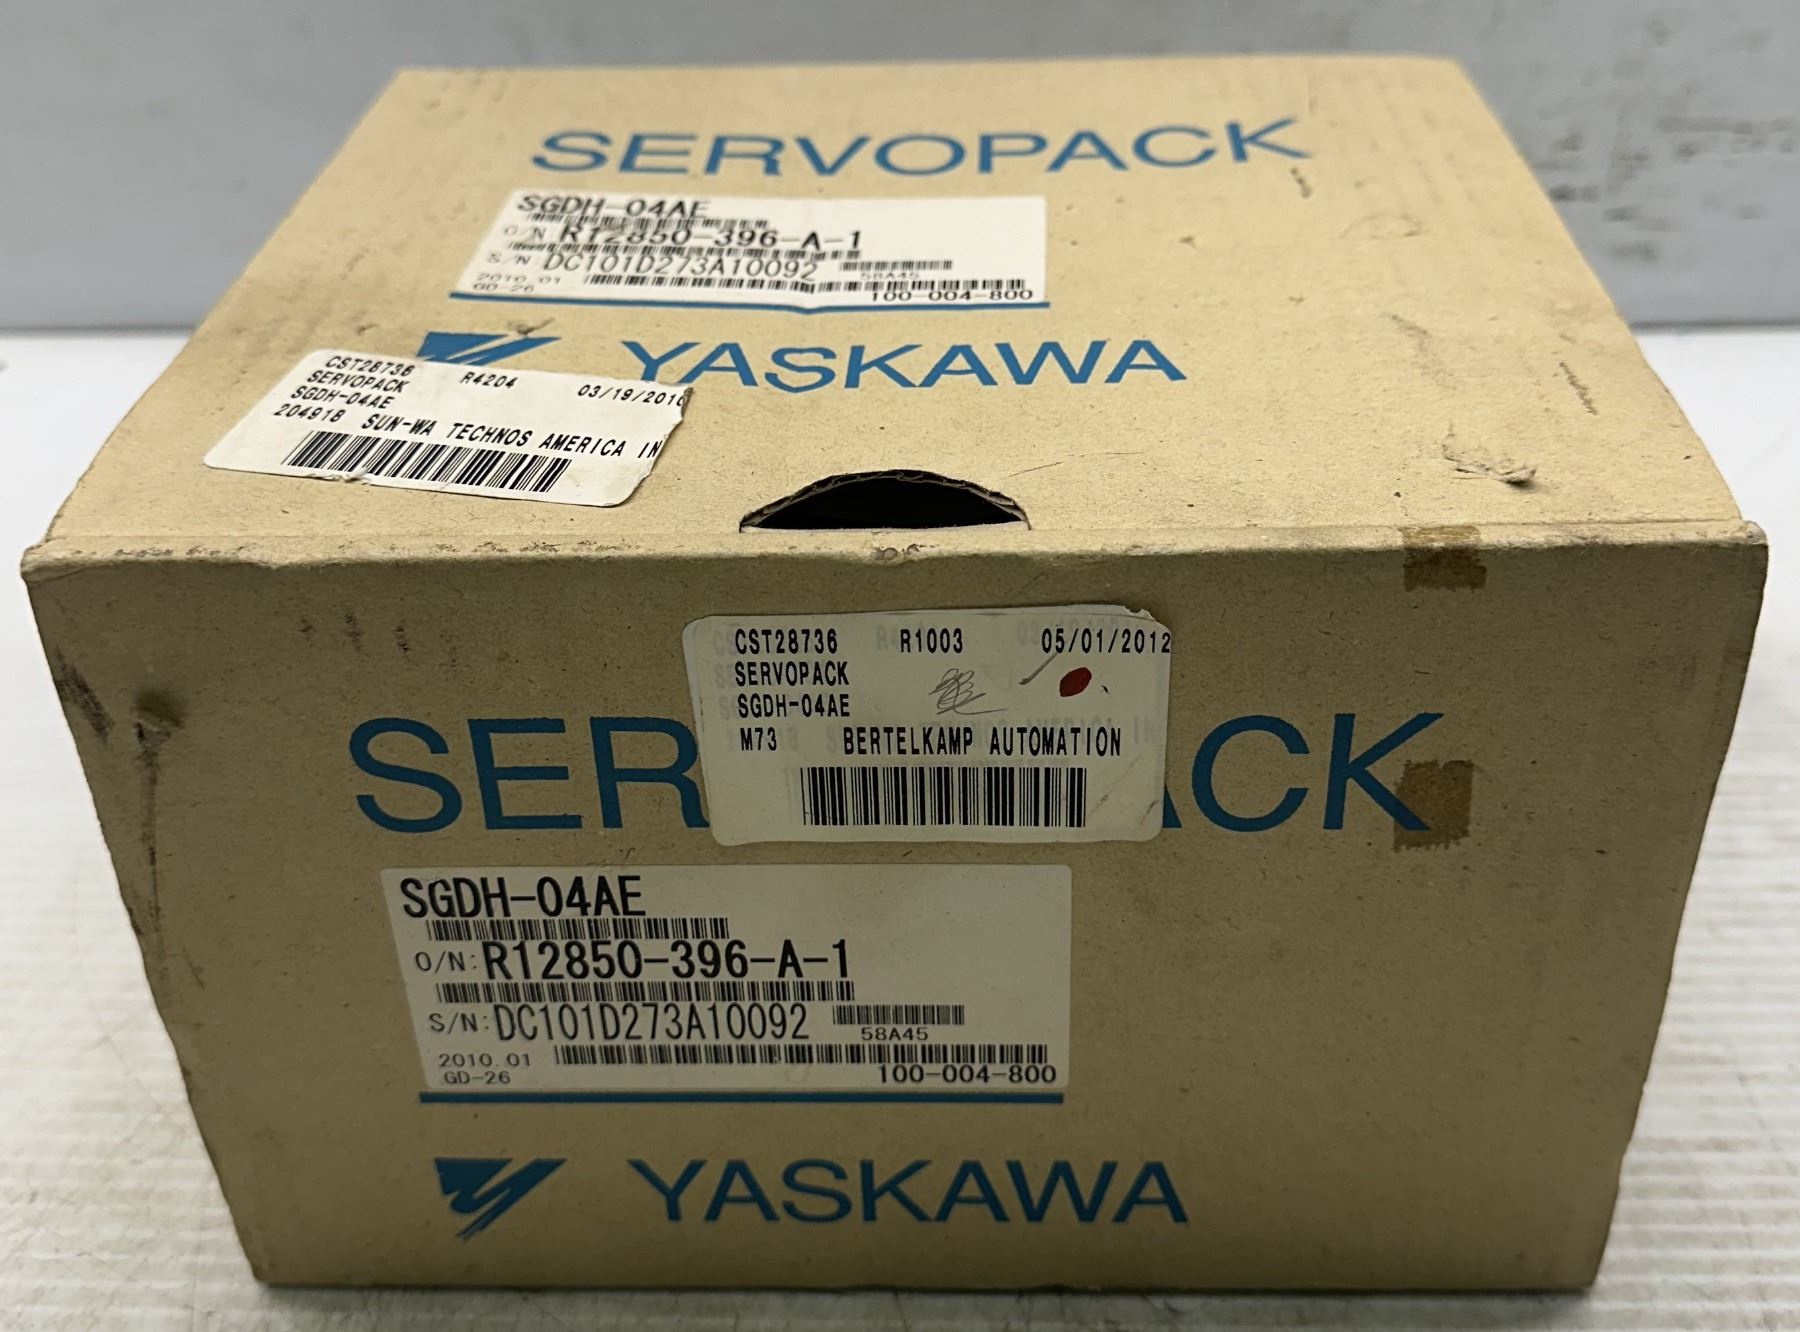 SERVOPACK
SGDH-04AE
O/N R12850-396-A-1
S/N: DC101D273A10092
58A45
2010.01
GD-26
100-004-800
YASKAWA
CST28736 R4204 03/19/2010
SERVOPACK
SGDH-04AE
204918 SUN-WA TECHNOS AMERICA IN
CST28736 R1003 05/01/2012
SERVOPACK
SGDH-04AE
M73 BERTELKAMP AUTOMATION
SER ACK
SGDH-04AE
O/N: R12850-396-A-1
S/N: DC101D273A10092
58A45
2010.01
GD-26
100-004-800
YASKAWA